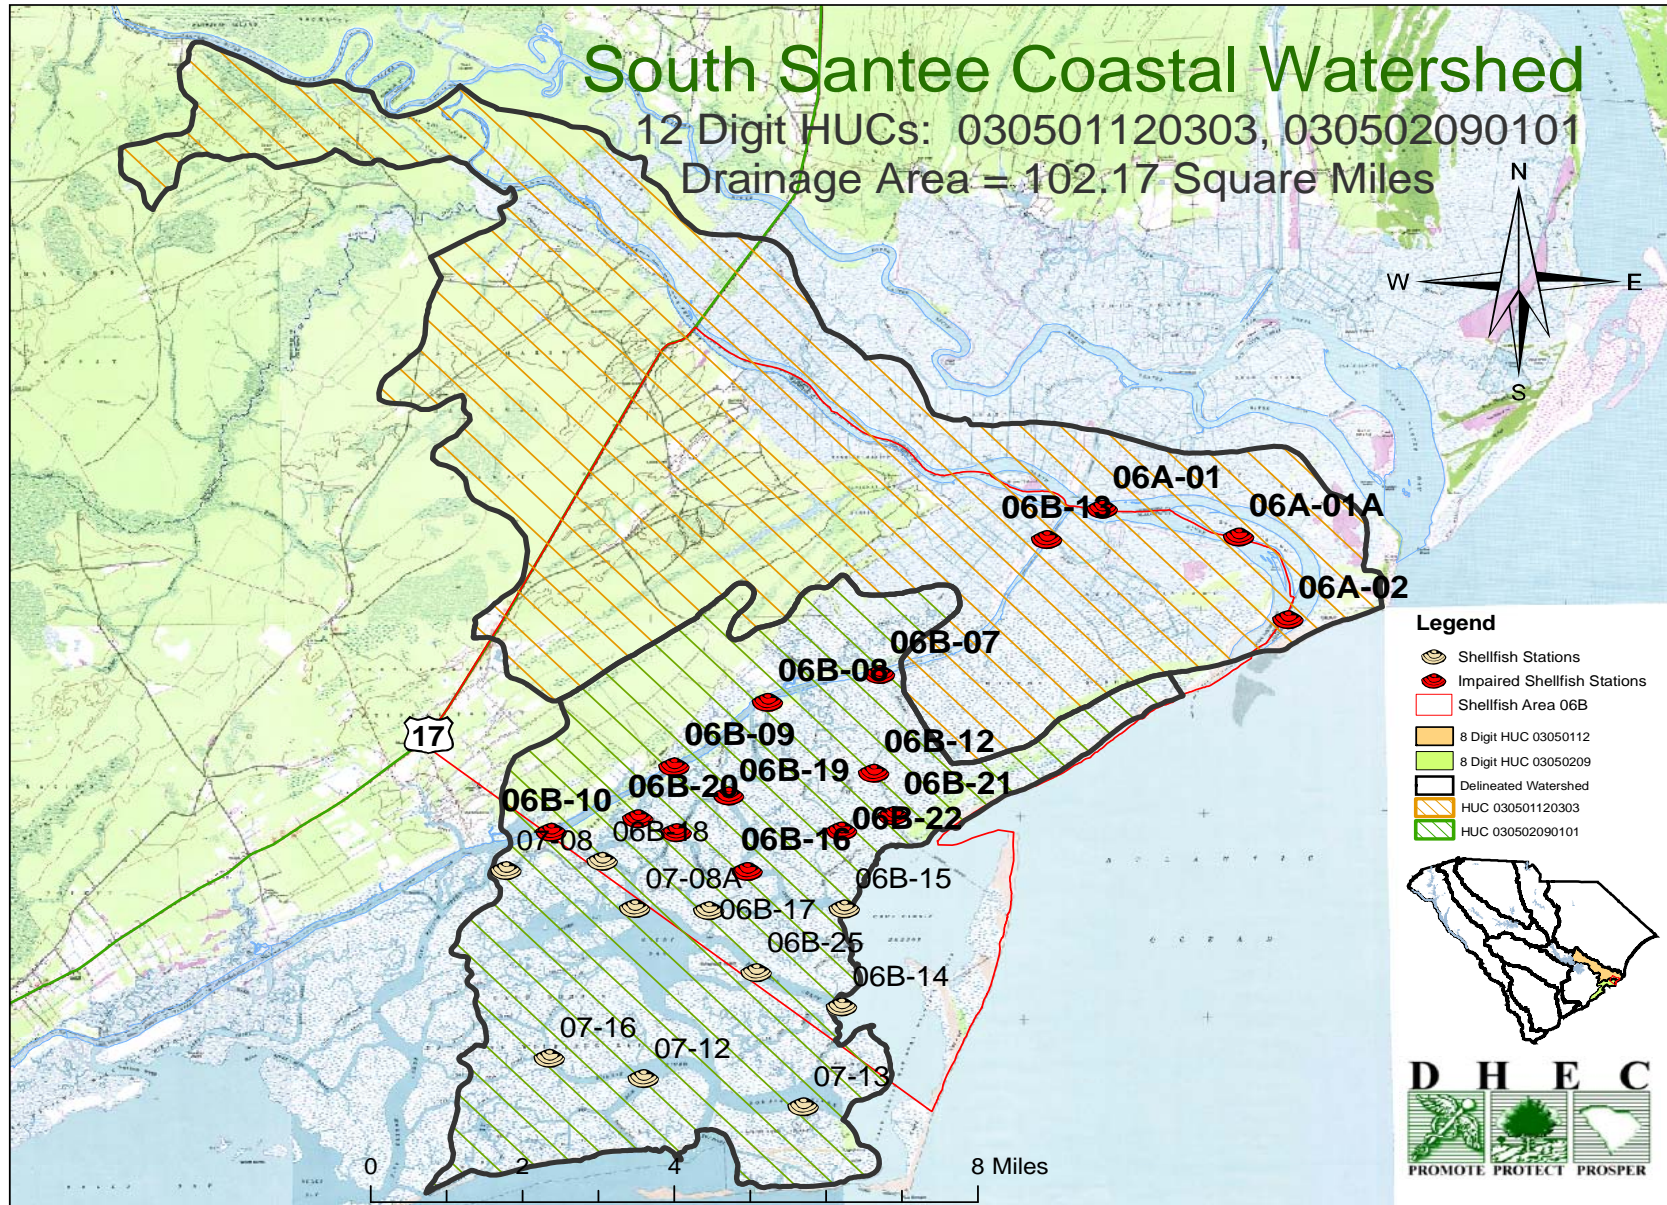 South Santee Coastal Watershed
12 Digit HUCs: 030501120303, 030502090101
Drainage Area = 102.17 Square Miles
N
W
E
S
06A-01
06B-13
06A-01A
06A-02
06B-07
06B-08
06B-09
06B-12
06B-19
06B-20
06B-21
06B-10
06B-22
06B-16
07-08
06B-18
07-08A
06B-15
06B-17
06B-25
06B-14
07-16
07-12
07-13
17
0
2
4
8 Miles
Legend
Shellfish Stations
Impaired Shellfish Stations
Shellfish Area 06B
8 Digit HUC 03050112
8 Digit HUC 03050209
Delineated Watershed
HUC 030501120303
HUC 030502090101
ATLANTIC
OCEAN
D H E C
PROMOTE PROTECT PROSPER